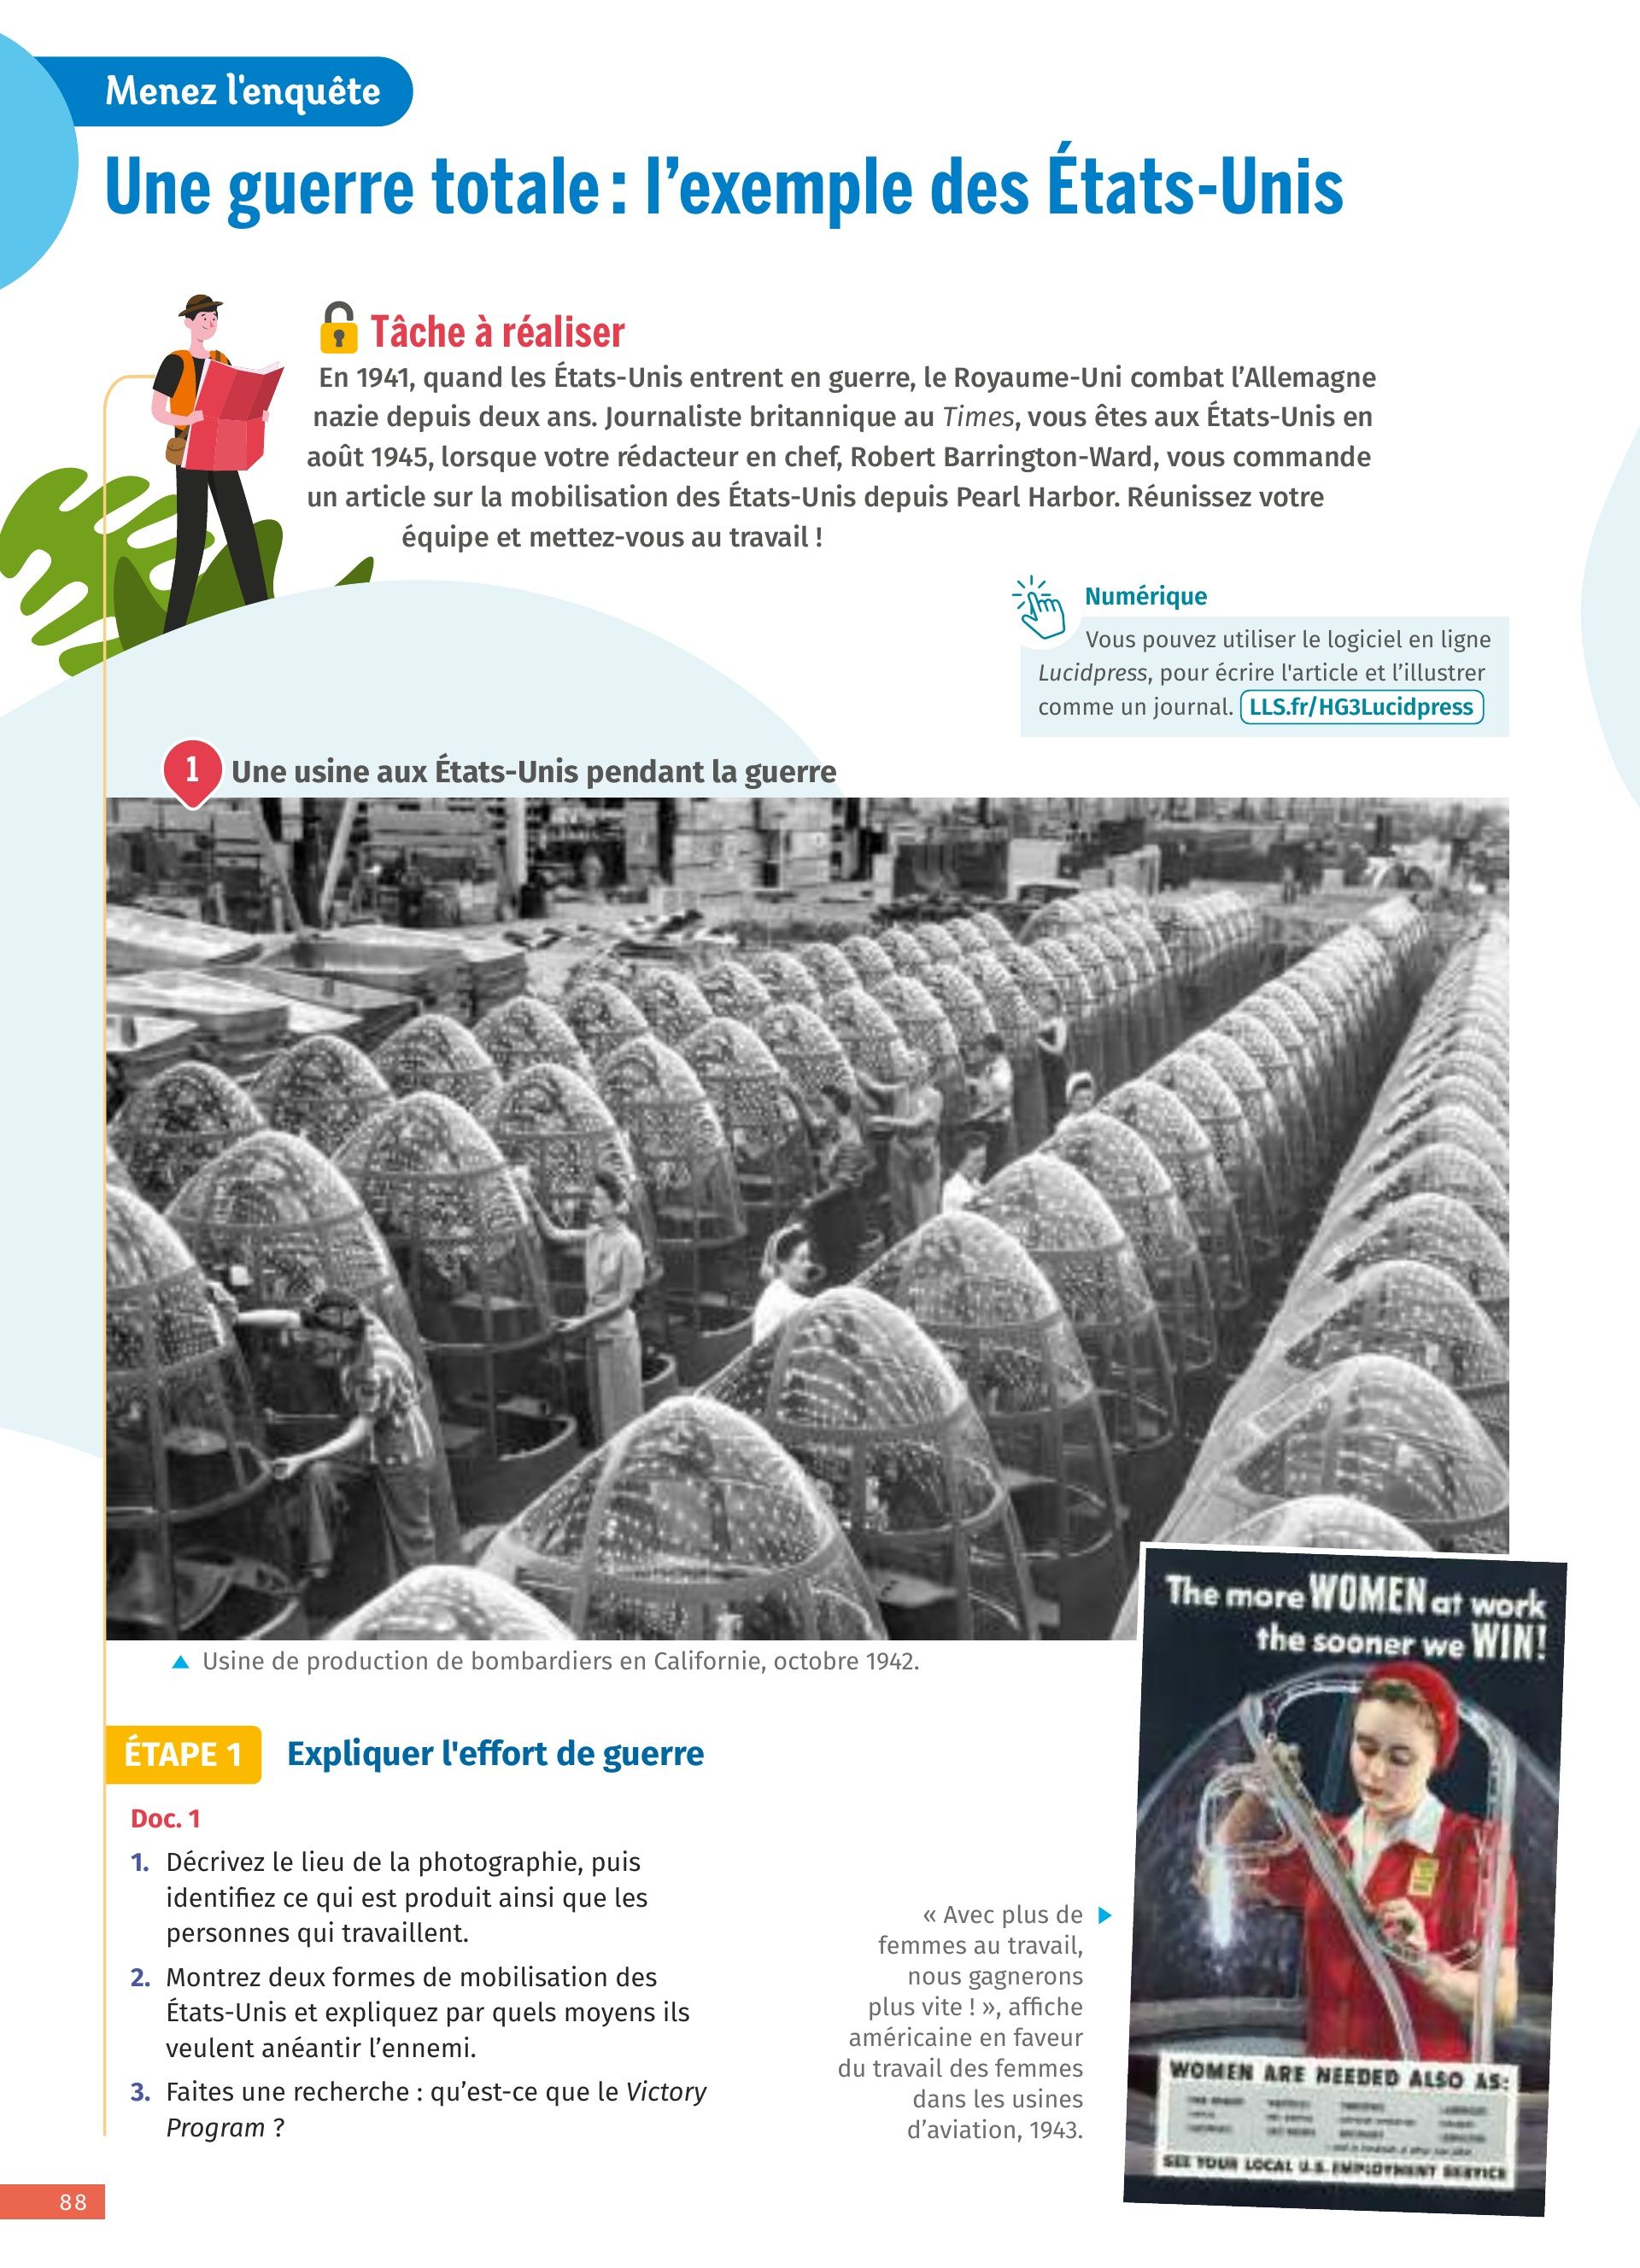 Menez l'enquête
Une guerre totale : l'exemple des États-Unis
Tâche à réaliser
En 1941, quand les États-Unis entrent en guerre, le Royaume-Uni combat l'Allemagne
nazie depuis deux ans. Journaliste britannique au Times, vous êtes aux États-Unis en
août 1945, lorsque votre rédacteur en chef, Robert Barrington-Ward, vous commande
un article sur la mobilisation des États-Unis depuis Pearl Harbor. Réunissez votre
équipe et mettez-vous au travail !
Numérique
Vous pouvez utiliser le logiciel en ligne
Lucidpress, pour écrire l'article et l'illustrer
comme un journal. LLS.fr/HG3Lucidpress
1 Une usine aux États-Unis pendant la guerre
▲ Usine de production de bombardiers en Californie, octobre 1942.
ÉTAPE 1 Expliquer l'effort de guerre
Doc. 1
1. Décrivez le lieu de la photographie, puis
identifiez ce qui est produit ainsi que les
personnes qui travaillent.
2. Montrez deux formes de mobilisation des
États-Unis et expliquez par quels moyens ils
veulent anéantir l'ennemi.
3. Faites une recherche : qu'est-ce que le Victory
Program ?
« Avec plus de ▶
femmes au travail,
nous gagnerons
plus vite ! », affiche
américaine en faveur
du travail des femmes
dans les usines
d'aviation, 1943.
The more WOMEN at work
the sooner we WIN!
WOMEN ARE NEEDED ALSO AS:
SEE YOUR LOCAL U.S. EMPLOYMENT SERVICE
88